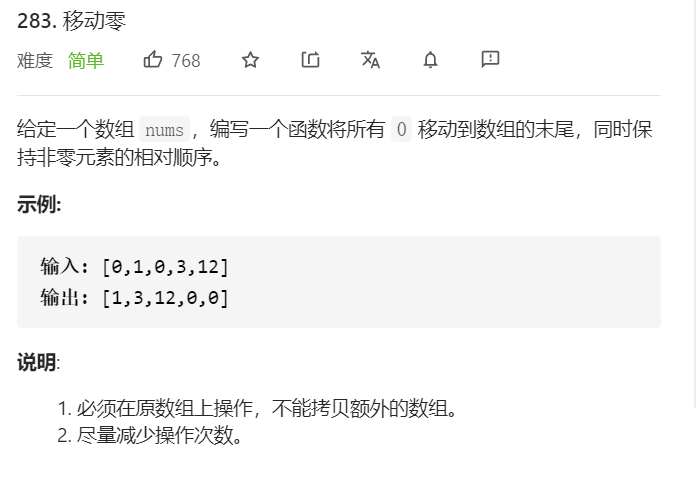 283. 移动零
难度 简单 768
给定一个数组 nums，编写一个函数将所有 0 移动到数组的末尾，同时保
持非零元素的相对顺序。
示例:
输入: [0,1,0,3,12]
输出: [1,3,12,0,0]
说明:
1. 必须在原数组上操作，不能拷贝额外的数组。
2. 尽量减少操作次数。